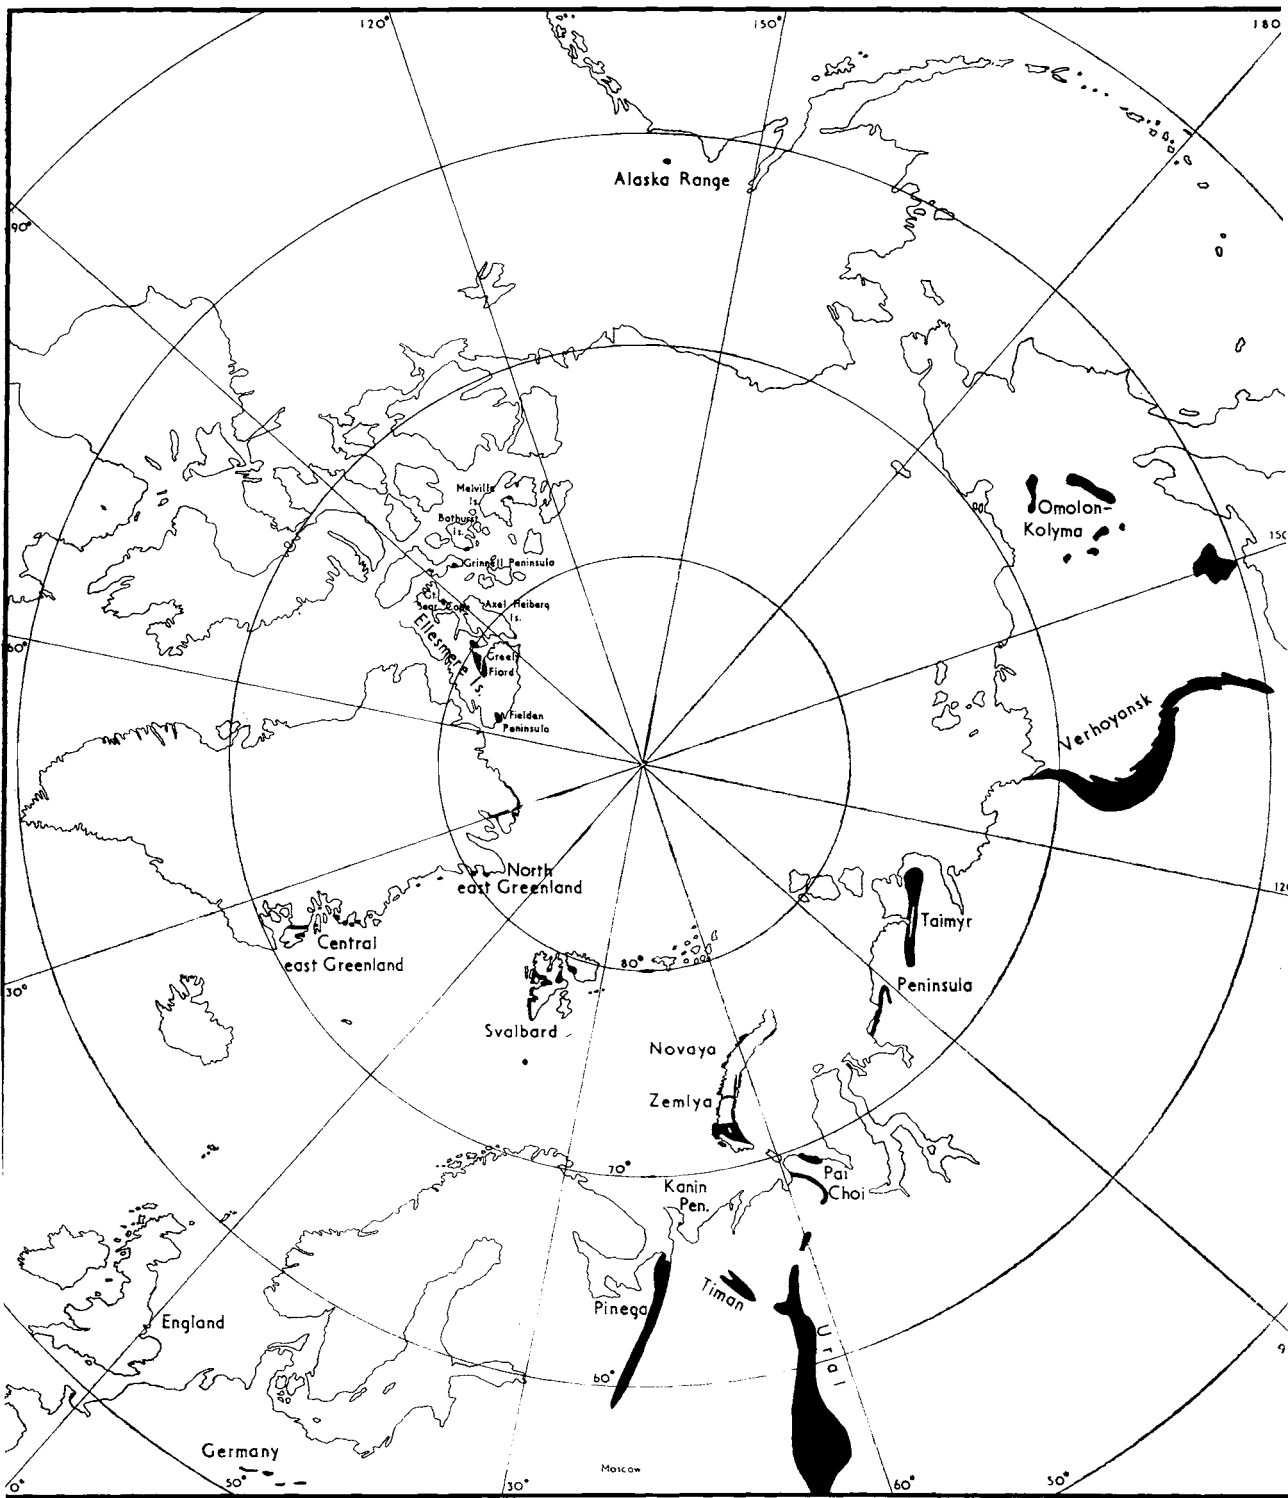 120°
150°
180
Alaska Range
90°
Melville
Is.
Bathurst
Is.
Grinnell Peninsula
Axel Heiberg
Is.
Ellesmere Is.
Greely
Fiord
Fielden
Peninsula
Omolon-
Kolyma
150
60°
Verhoyansk
North
east Greenland
120
Taimyr
Peninsula
Central
east Greenland
80°
30°
Svalbard
Novaya
Zemlya
70°
Kanin
Pen.
Pai
Choi
Pinega
Timan
Ural
England
60°
9
Germany
Moscow
0°
50°
30°
60°
50°